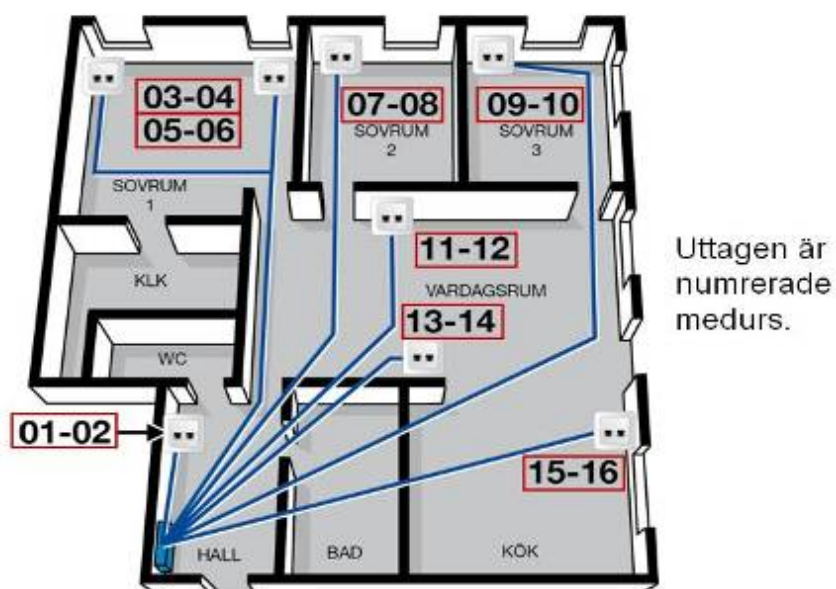 03-04
05-06
07-08
09-10
SOVRUM
2
SOVRUM
3
SOVRUM
1
11-12
Uttagen är
numrerade
medurs.
KLK
VARDAGSRUM
13-14
WC
01-02
15-16
HALL
BAD
KÖK